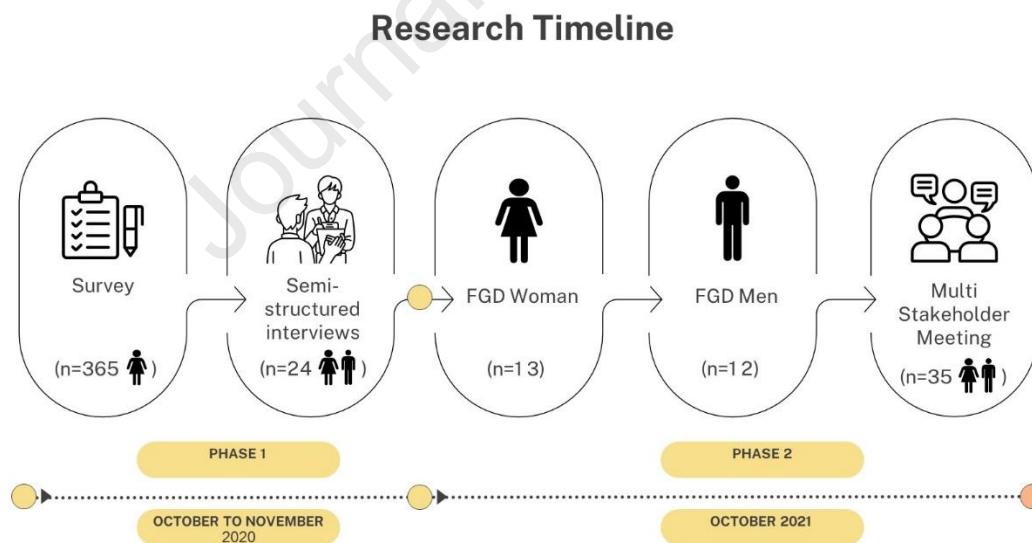 Research Timeline
Journal
Survey
(n=365 )
Semi-
structured
interviews
(n=24 )
FGD Woman
(n=1 3)
FGD Men
(n=1 2)
Multi
Stakeholder
Meeting
(n=35 )
PHASE 1
PHASE 2
OCTOBER TO NOVEMBER
2020
OCTOBER 2021